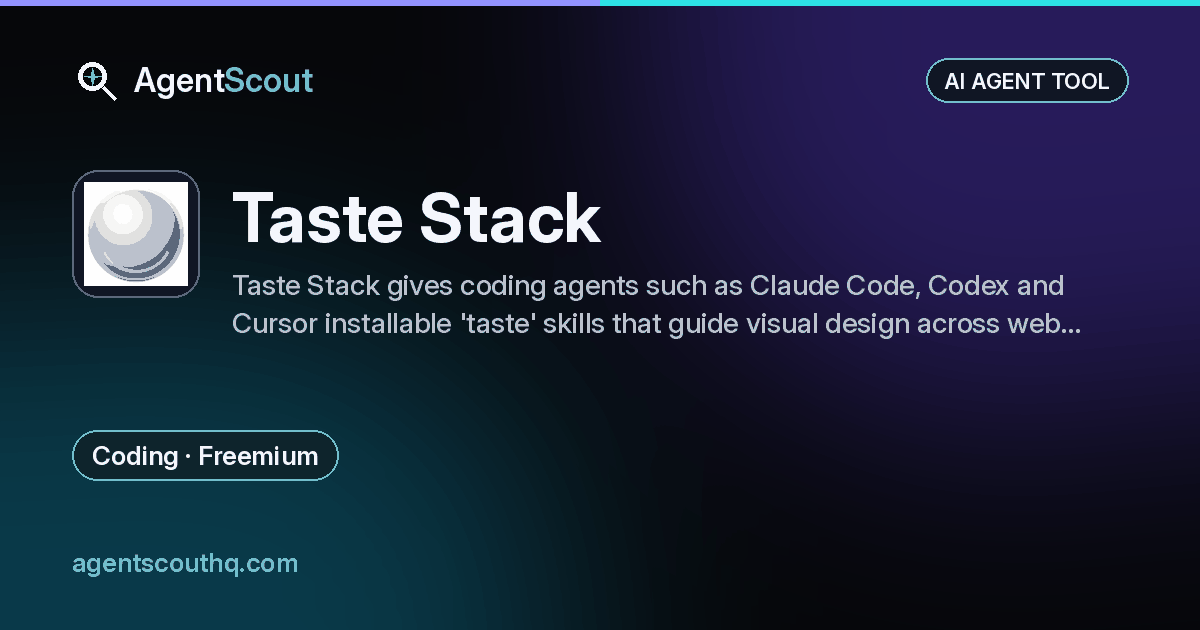 AgentScout
AI AGENT TOOL
Taste Stack
Taste Stack gives coding agents such as Claude Code, Codex and
Cursor installable 'taste' skills that guide visual design across web...
Coding · Freemium
agentscouthq.com